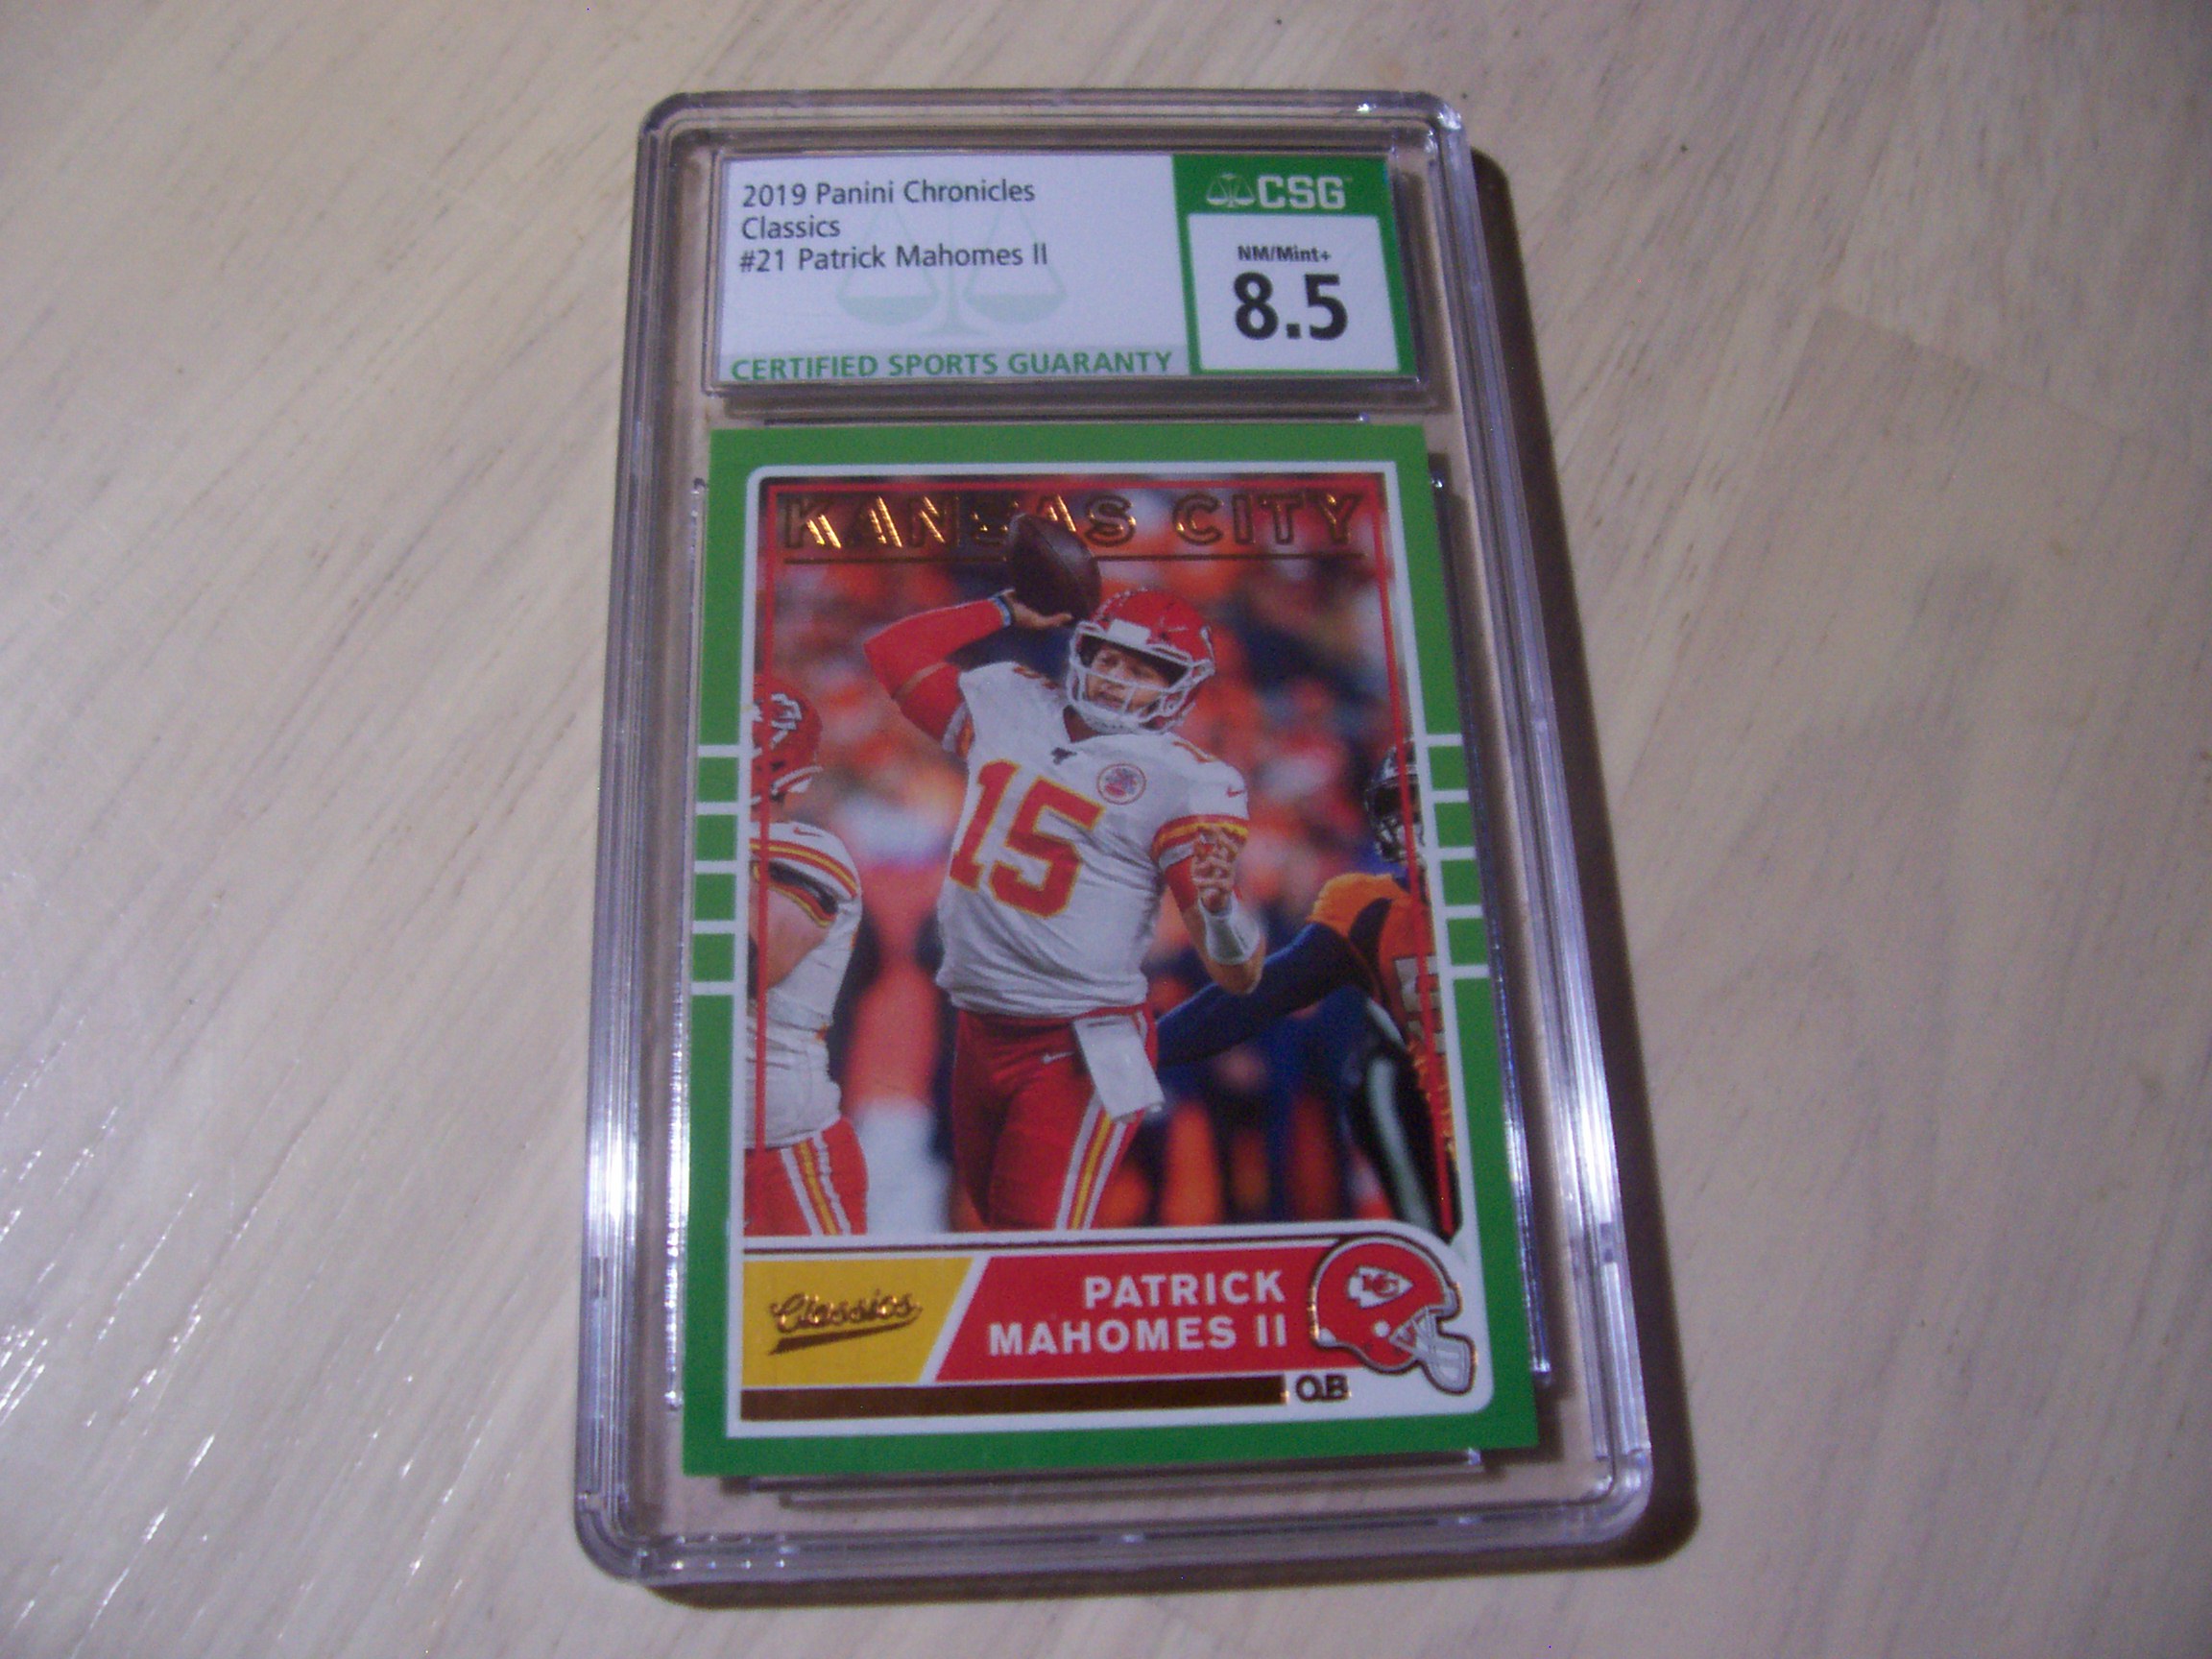 2019 Panini Chronicles
Classics
#21 Patrick Mahomes II
CERTIFIED SPORTS GUARANTY
CSG
NM/Mint+
8.5
KANSAS CITY
15
Classics
PATRICK
MAHOMES II
QB